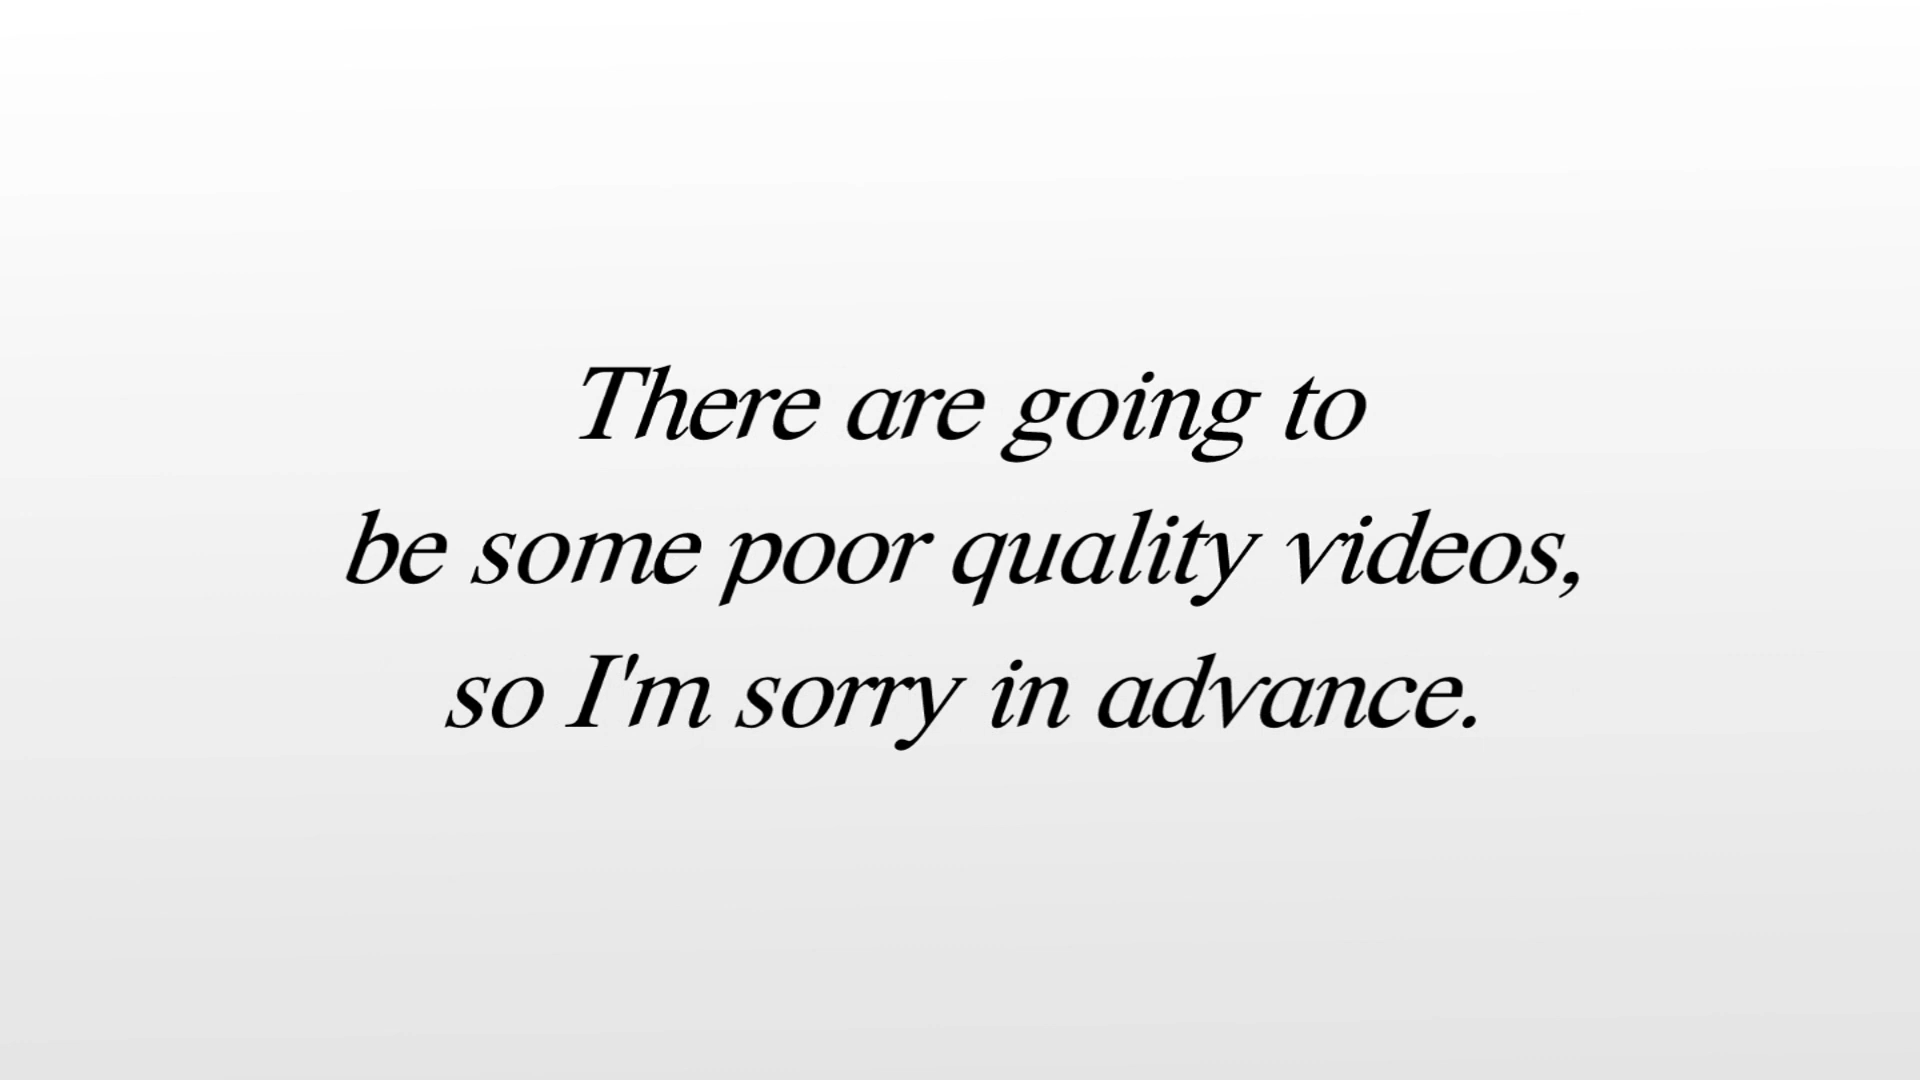 There are going to
be some poor quality videos,
so I'm sorry in advance.